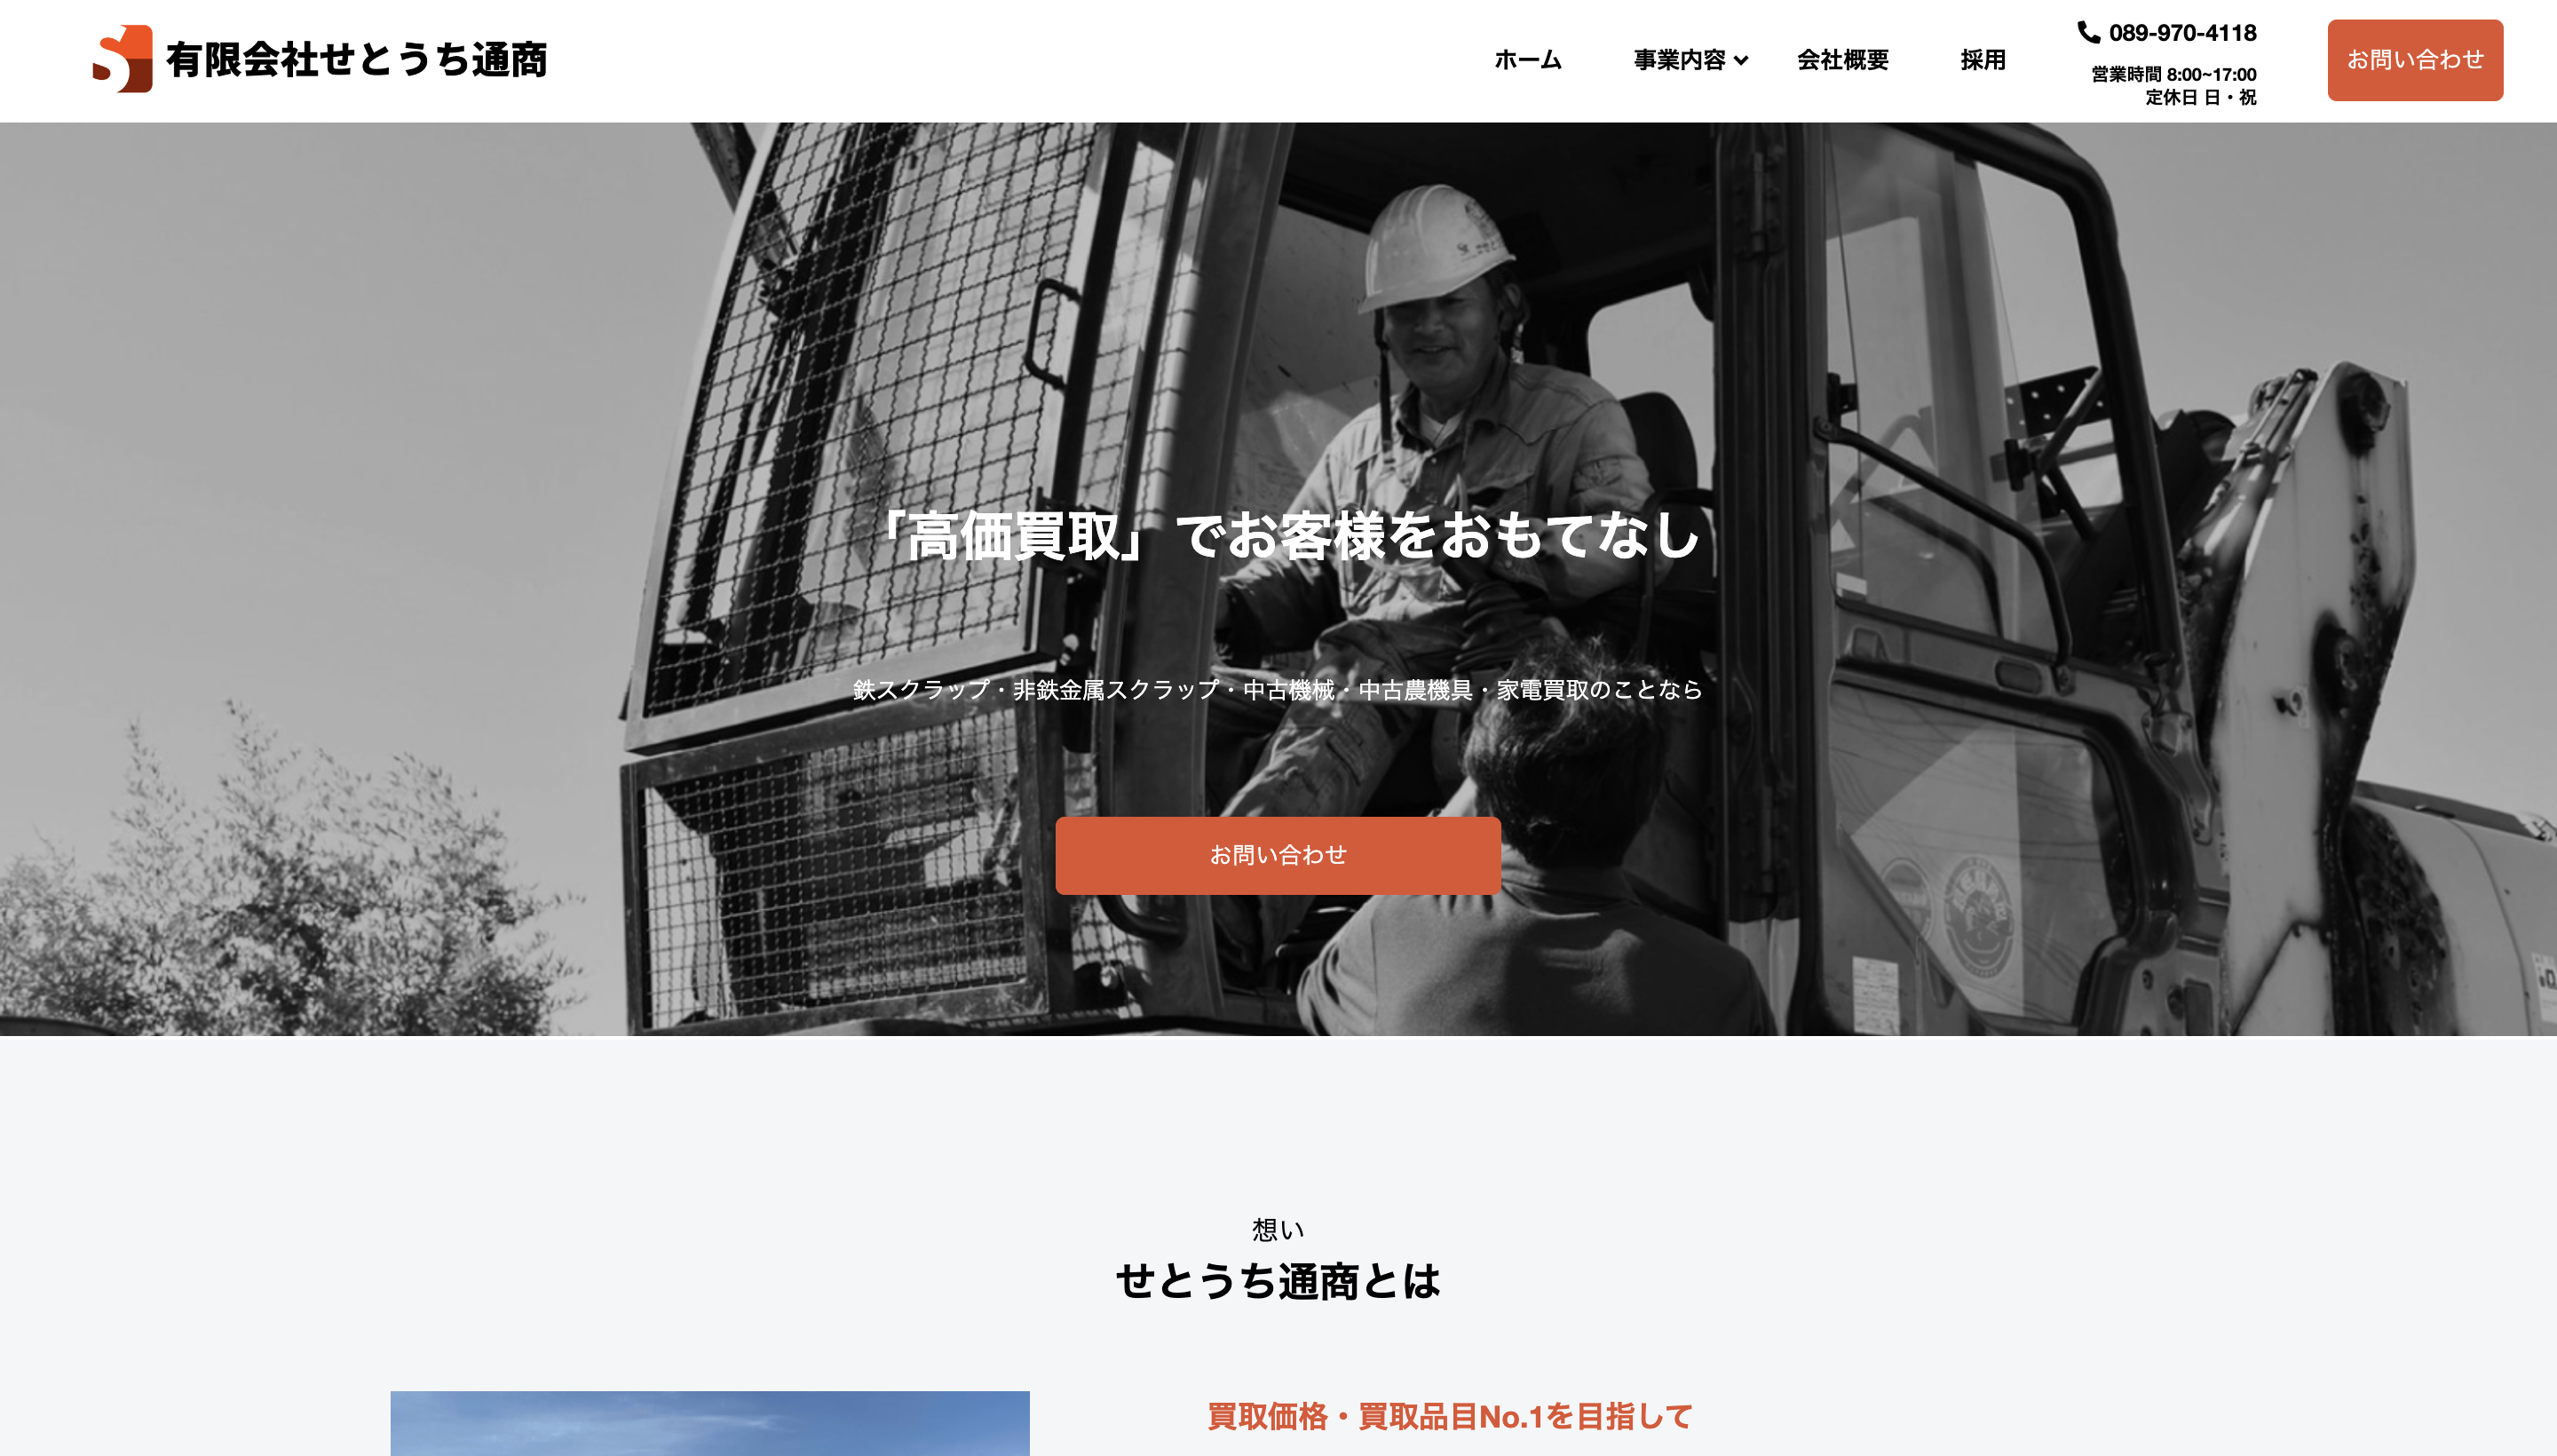 有限会社せとうち通商
ホーム
事業内容
会社概要
採用
089-970-4118
営業時間 8:00~17:00
定休日 日・祝
お問い合わせ
「高価買取」でお客様をおもてなし
鉄スクラップ・非鉄金属スクラップ・中古機械・中古農機具・家電買取のことなら
お問い合わせ
想い
せとうち通商とは
買取価格・買取品目No.1を目指して